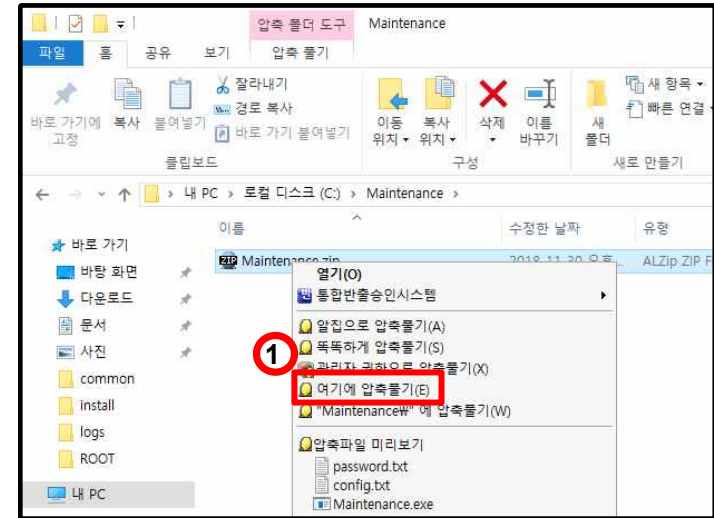 압축 폴더 도구 Maintenance
파일 홈 공유 보기 압축 풀기
바로 가기에 고정
복사
붙여넣기
잘라내기
경로 복사
바로 가기 붙여넣기
클립보드
이동 위치
복사 위치
삭제
이름 바꾸기
구성
새 폴더
새 항목
빠른 연결
새로 만들기
내 PC › 로컬 디스크 (C:) › Maintenance ›
이름 수정한 날짜 유형
바로 가기
바탕 화면
다운로드
문서
사진
common
install
logs
ROOT
내 PC
ZIP Maintenance.zip 2018-11-30 오후... ALZip ZIP F
열기(O)
통합반출승인시스템
알집으로 압축풀기(A)
똑똑하게 압축풀기(S)
관리자 권한으로 압축풀기(X)
1 여기에 압축풀기(E)
"Maintenance₩" 에 압축풀기(W)
압축파일 미리보기
password.txt
config.txt
Maintenance.exe